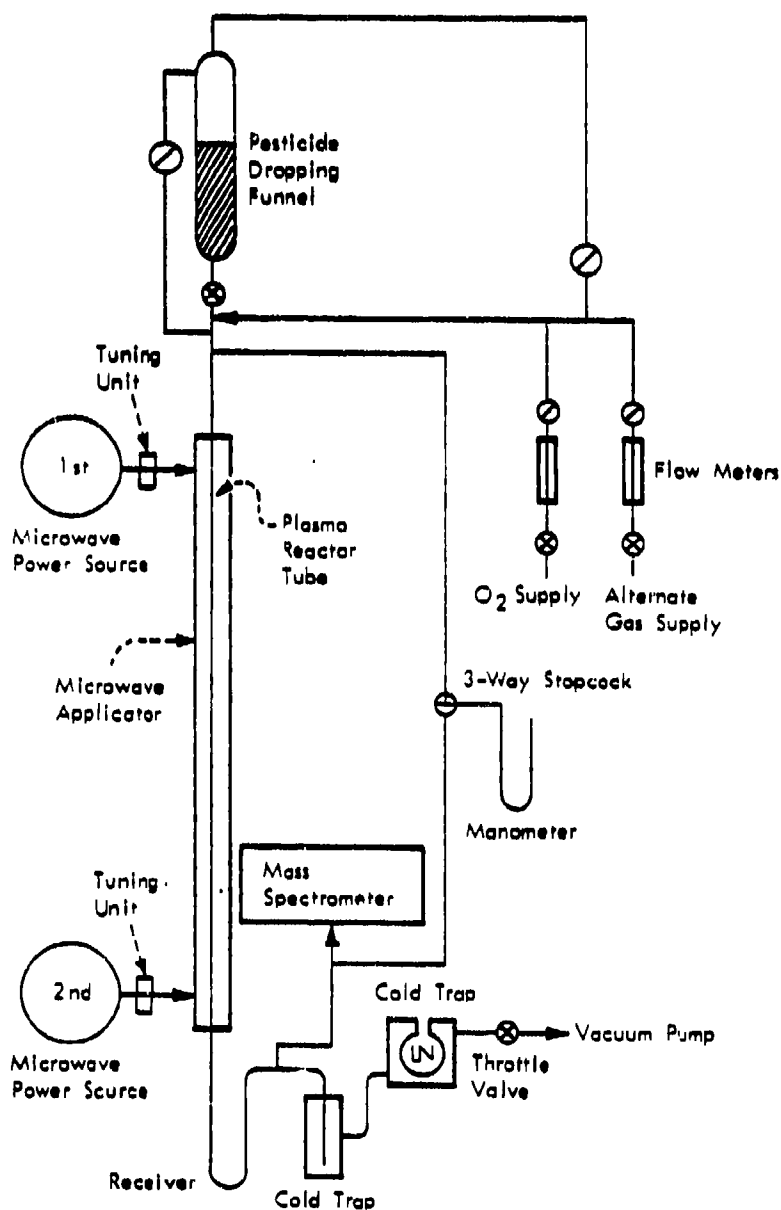 Pesticide
Dropping
Funnel
Tuning
Unit
1st
Microwave
Power Source
Plasma
Reactor
Tube
Flow Meters
O2 Supply
Alternate
Gas Supply
Microwave
Applicator
3-Way Stopcock
Manometer
Mass
Spectrometer
Tuning
Unit
2nd
Microwave
Power Source
Cold Trap
LN
Vacuum Pump
Throttle
Valve
Receiver
Cold Trap